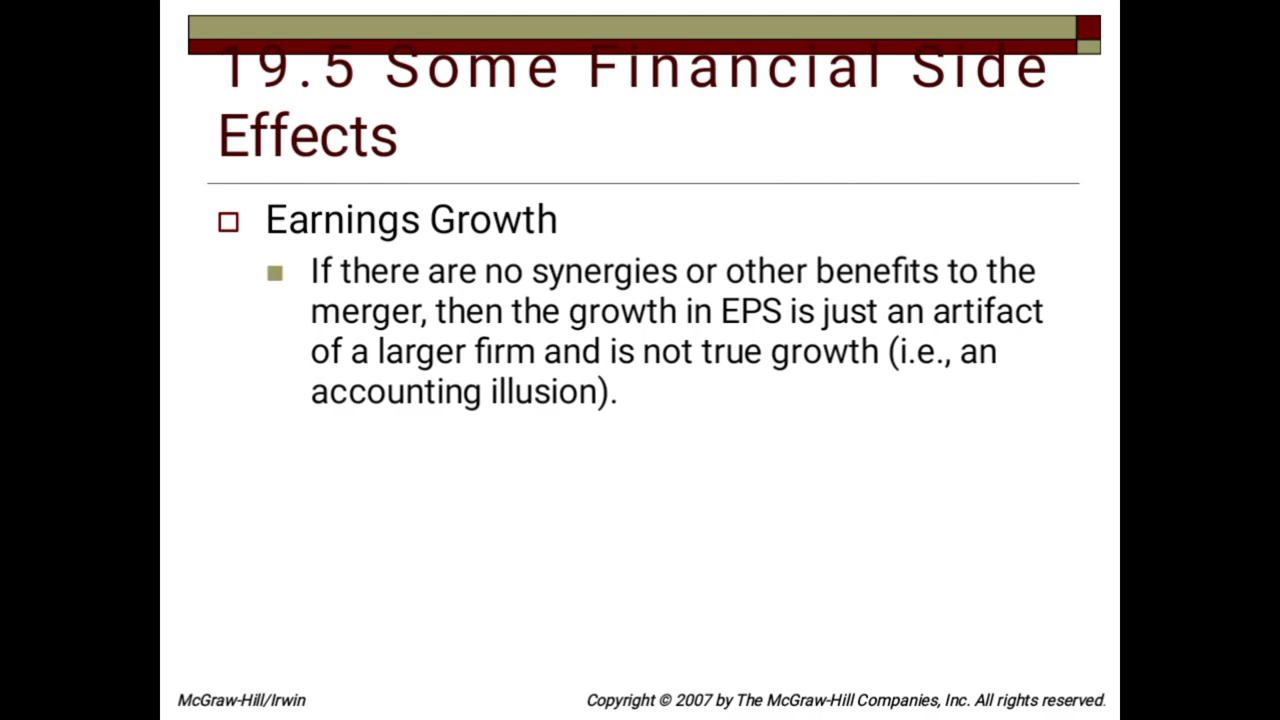 19.5 Some Financial Side
Effects
Earnings Growth
If there are no synergies or other benefits to the
merger, then the growth in EPS is just an artifact
of a larger firm and is not true growth (i.e., an
accounting illusion).
McGraw-Hill/Irwin
Copyright © 2007 by The McGraw-Hill Companies, Inc. All rights reserved.